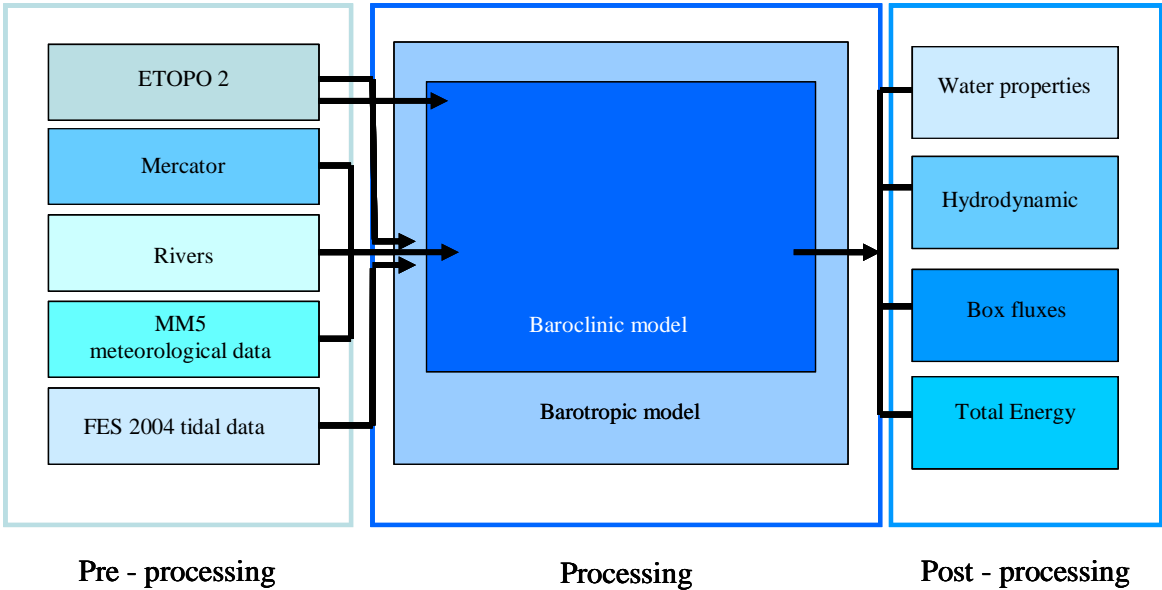 ETOPO 2
Mercator
Rivers
MM5
meteorological data
FES 2004 tidal data
Baroclinic model
Barotropic model
Water properties
Hydrodynamic
Box fluxes
Total Energy
Pre - processing
Processing
Post - processing